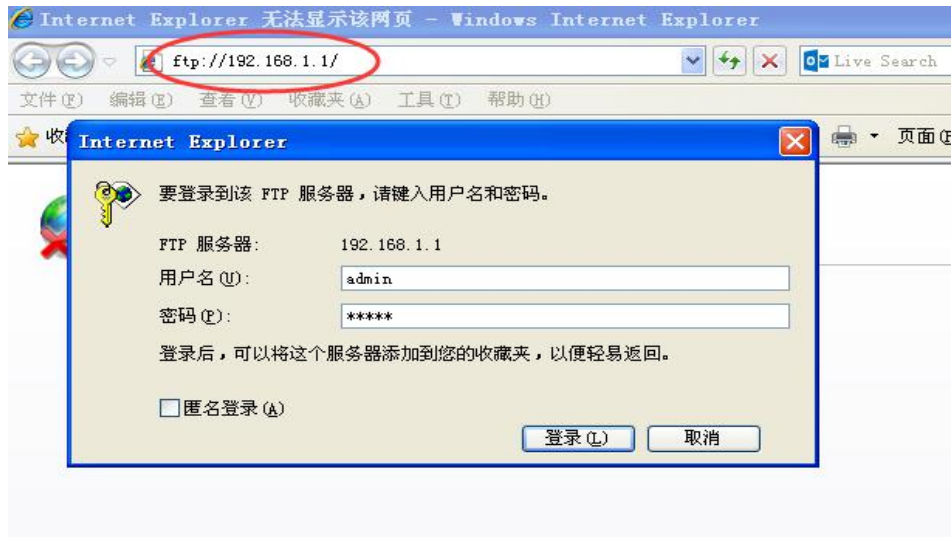 Internet Explorer 无法显示该网页 - Windows Internet Explorer
ftp://192.168.1.1/
Live Search
文件(F) 编辑(E) 查看(V) 收藏夹(A) 工具(T) 帮助(H)
Internet Explorer
页面
要登录到该 FTP 服务器，请键入用户名和密码。
FTP 服务器: 192.168.1.1
用户名(U): admin
密码(P): *****
登录后，可以将这个服务器添加到您的收藏夹，以便轻易返回。
匿名登录(A)
登录(L) 取消